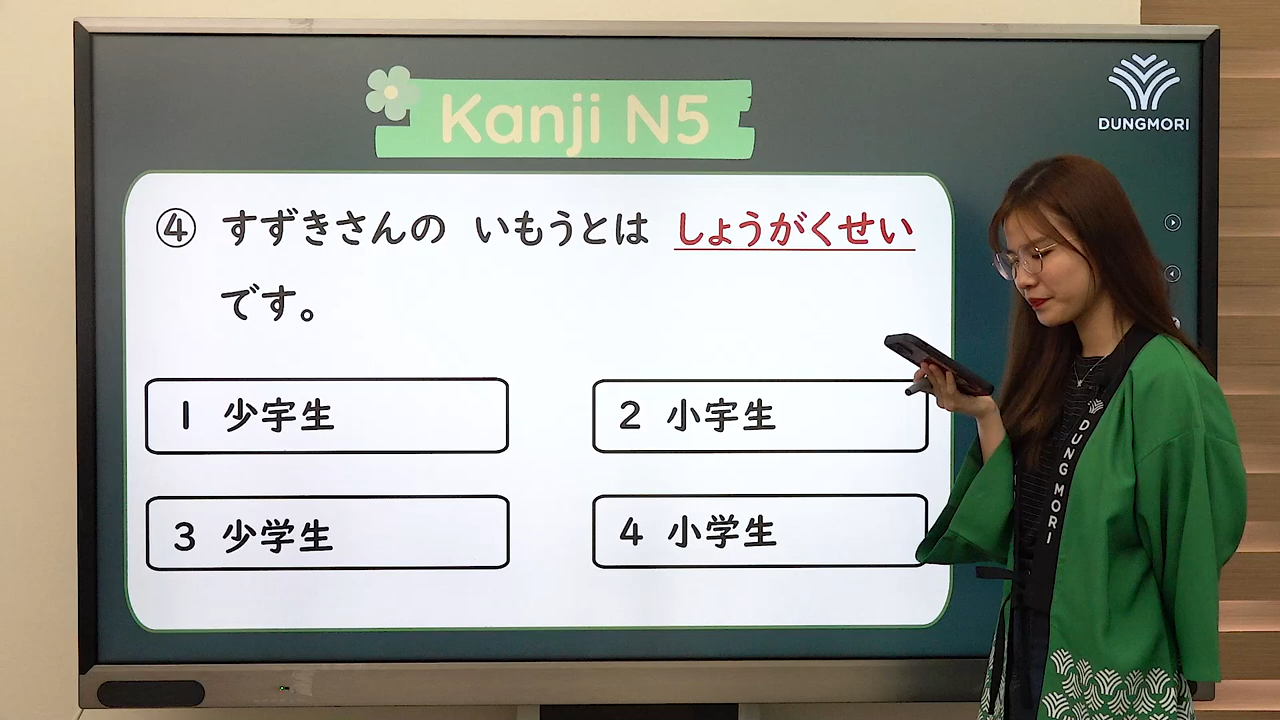 Kanji N5
DUNGMORI
④ すずきさんの いもうとは しょうがくせい
です。
1 少宇生
2 小宇生
3 少学生
4 小学生
DUNG MORI